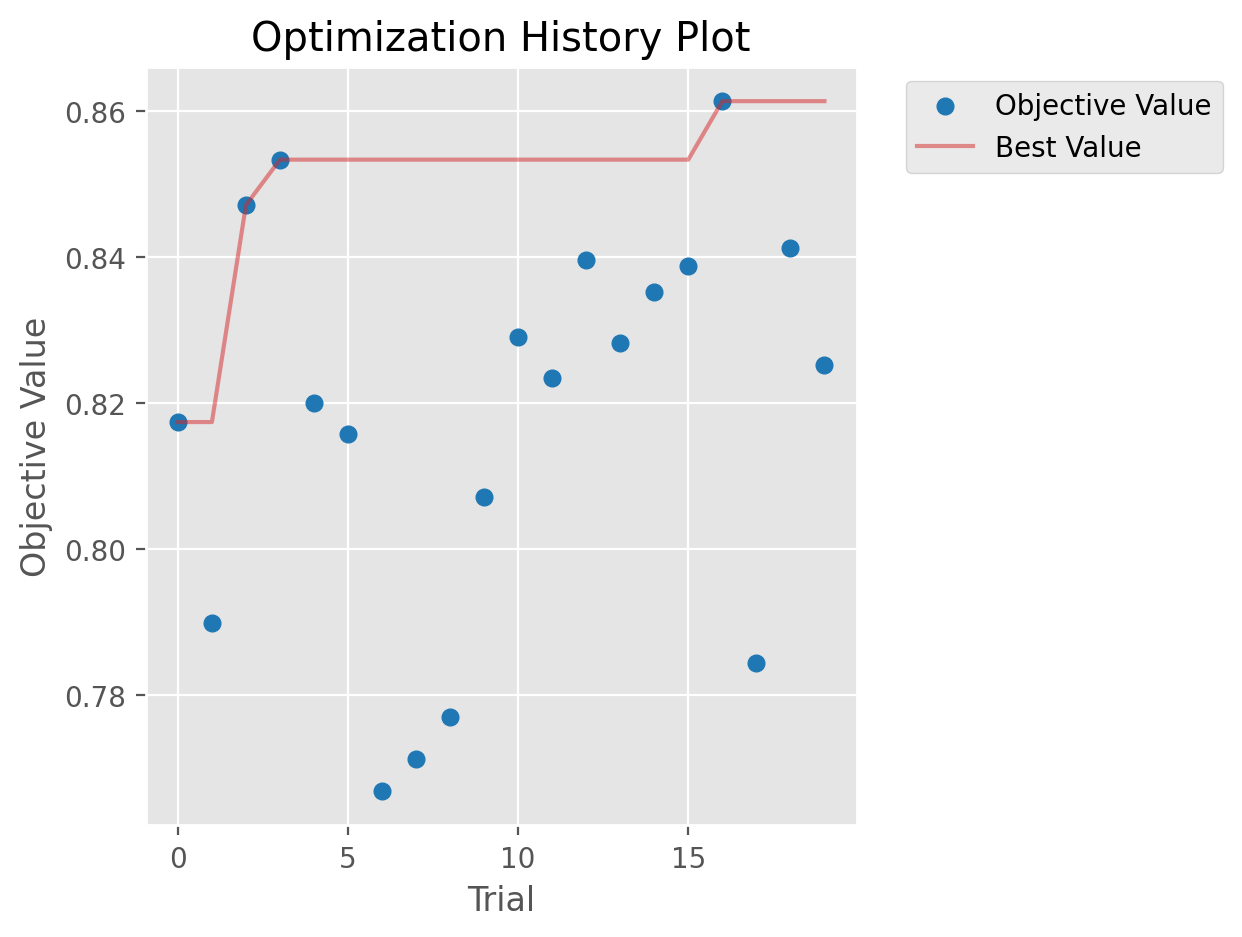 Optimization History Plot
Objective Value
Best Value
Objective Value
0.86
0.84
0.82
0.80
0.78
0
5
10
15
Trial